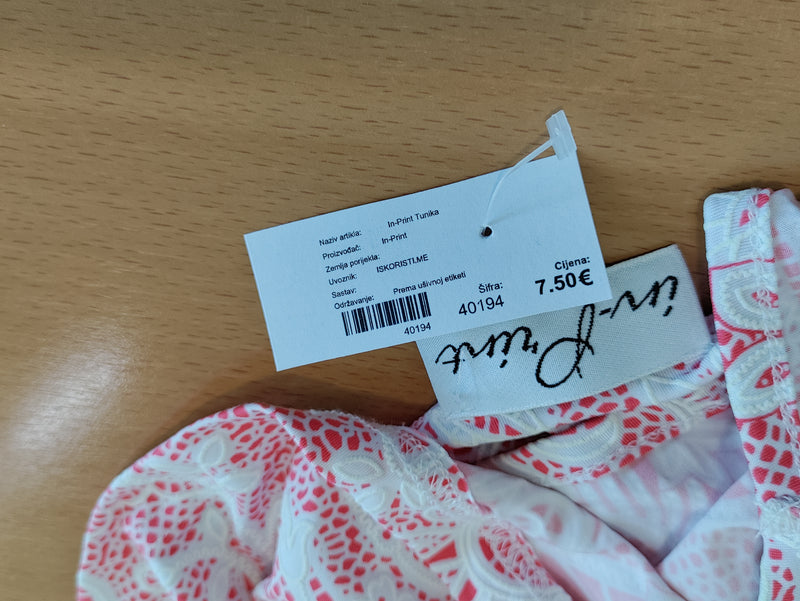 Naziv artikla: In-Print Tunika
Proizvođač: In-Print
Zemlja porijekla:
Uvoznik: ISKORISTI.ME
Sastav:
Održavanje: Prema ušivnoj etiketi
40194
Šifra:
40194
Cijena:
7.50€
in-Print